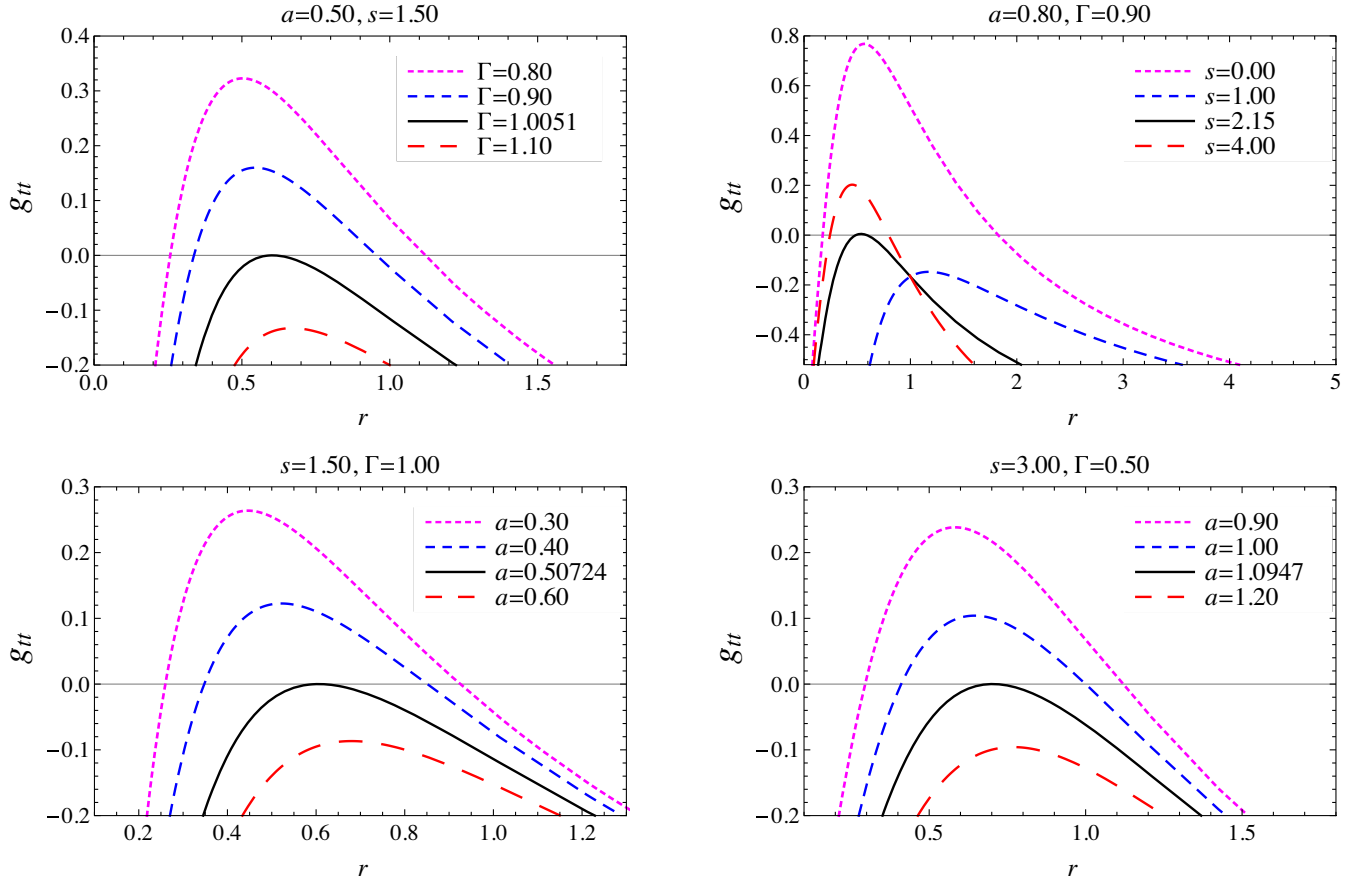 a=0.50, s=1.50
g_tt
0.4
0.3
0.2
0.1
0.0
−0.1
−0.2
Γ=0.80
Γ=0.90
Γ=1.0051
Γ=1.10
0.0 0.5 1.0 1.5
r
a=0.80, Γ=0.90
g_tt
0.8
0.6
0.4
0.2
0.0
−0.2
−0.4
s=0.00
s=1.00
s=2.15
s=4.00
0 1 2 3 4 5
r
s=1.50, Γ=1.00
g_tt
0.3
0.2
0.1
0.0
−0.1
−0.2
a=0.30
a=0.40
a=0.50724
a=0.60
0.2 0.4 0.6 0.8 1.0 1.2
r
s=3.00, Γ=0.50
g_tt
0.3
0.2
0.1
0.0
−0.1
−0.2
a=0.90
a=1.00
a=1.0947
a=1.20
0.5 1.0 1.5
r